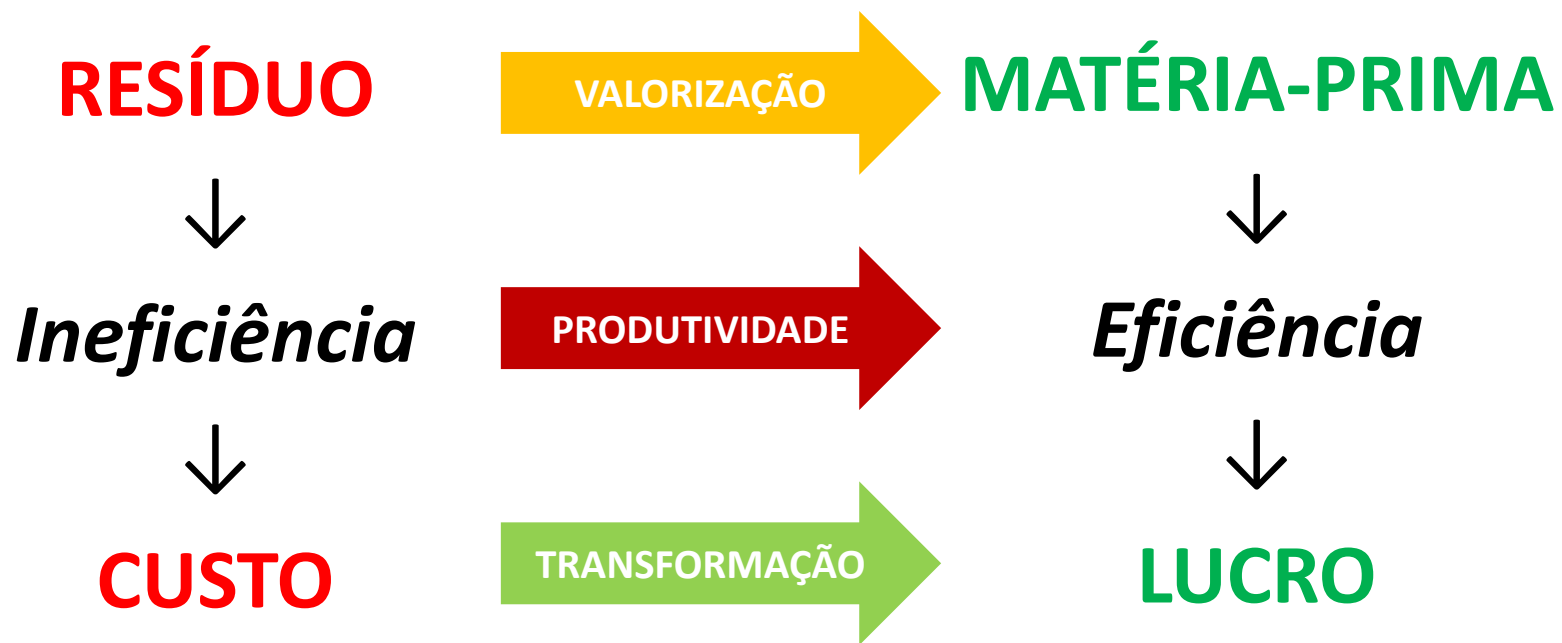 RESÍDUO
VALORIZAÇÃO
MATÉRIA-PRIMA
Ineficiência
PRODUTIVIDADE
Eficiência
CUSTO
TRANSFORMAÇÃO
LUCRO